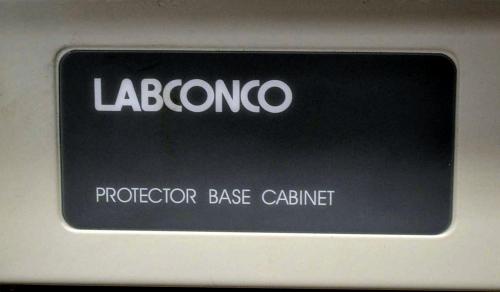 LABCONCO
PROTECTOR BASE CABINET